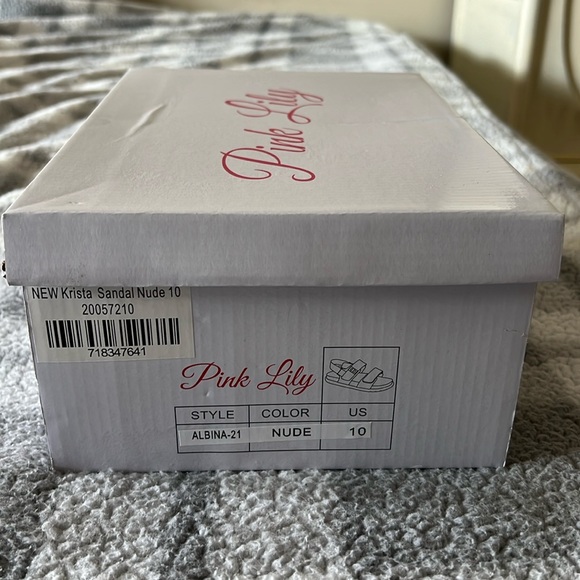 Pink Lily
NEW Krista Sandal Nude 10
20057210
718347641
Pink Lily
STYLE COLOR US
ALBINA-21 NUDE 10